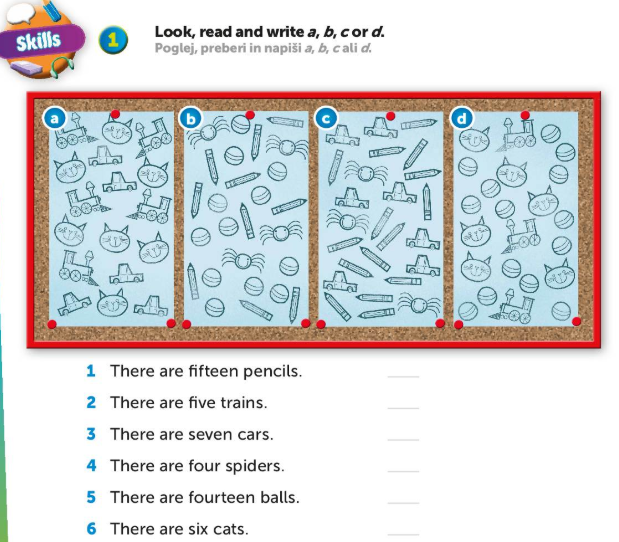 Skills
1 Look, read and write a, b, c or d.
Poglej, preberi in napiši a, b, c ali d.
a b c d
1 There are fifteen pencils. ____
2 There are five trains. ____
3 There are seven cars. ____
4 There are four spiders. ____
5 There are fourteen balls. ____
6 There are six cats. ____